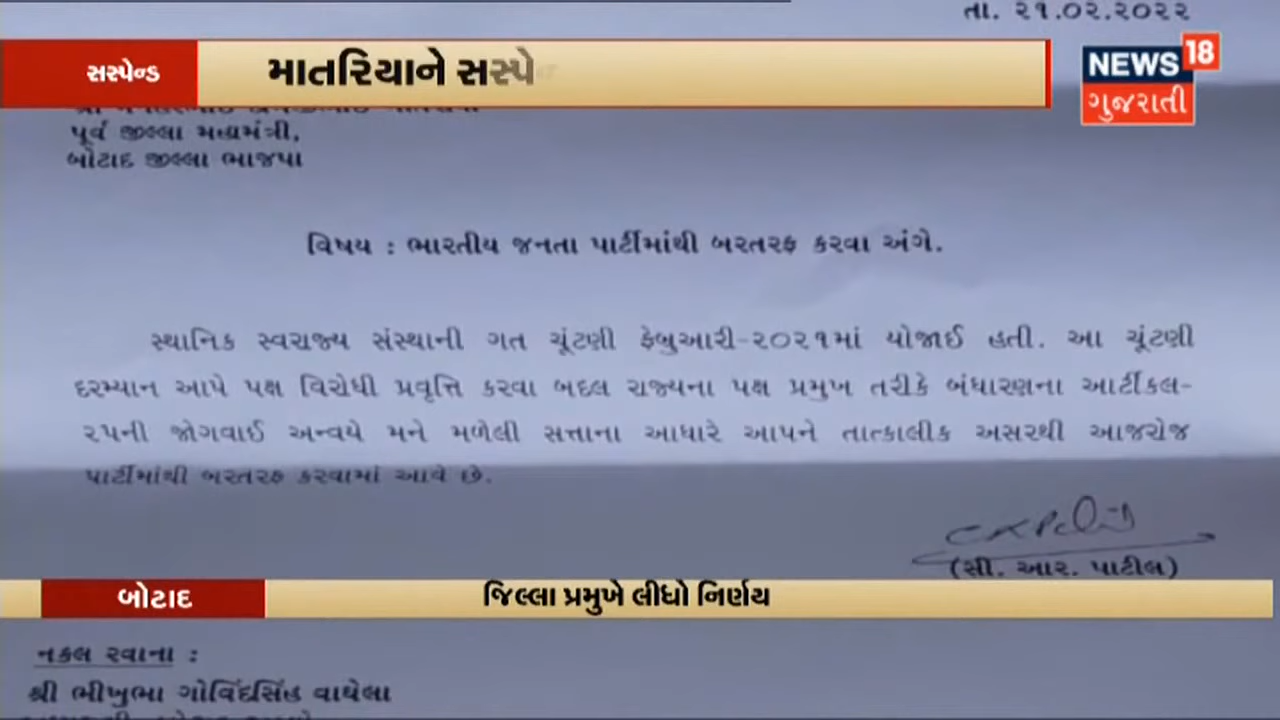 તા. ૨૧.૦૨.૨૦૨૨
સસ્પેન્ડ
માતરિયાને સસ્પે
NEWS 18
ગુજરાતી
પૂર્વ જીલ્લા મહામંત્રી,
બોટાદ જીલ્લા ભાજપા
વિષય : ભારતીય જનતા પાર્ટીમાંથી બરતરફ કરવા અંગે.
સ્થાનિક સ્વરાજ્ય સંસ્થાની ગત ચૂંટણી ફેબુઆરી-૨૦૨૧માં યોજાઈ હતી. આ ચૂંટણી
દરમ્યાન આપે પક્ષ વિરોધી પ્રવૃત્તિ કરવા બદલ રાજ્યના પક્ષ પ્રમુખ તરીકે બંધારણના આર્ટીકલ-
૨૫ની જોગવાઈ અન્વયે મને મળેલી સત્તાના આધારે આપને તાત્કાલીક અસરથી આજરોજ
પાર્ટીમાંથી બરતરફ કરવામાં આવે છે.
(સી. આર. પાટીલ)
બોટાદ
જિલ્લા પ્રમુખે લીધો નિર્ણય
નકલ રવાના :
શ્રી ભીખુભા ગોવિંદસિંહ વાઘેલા